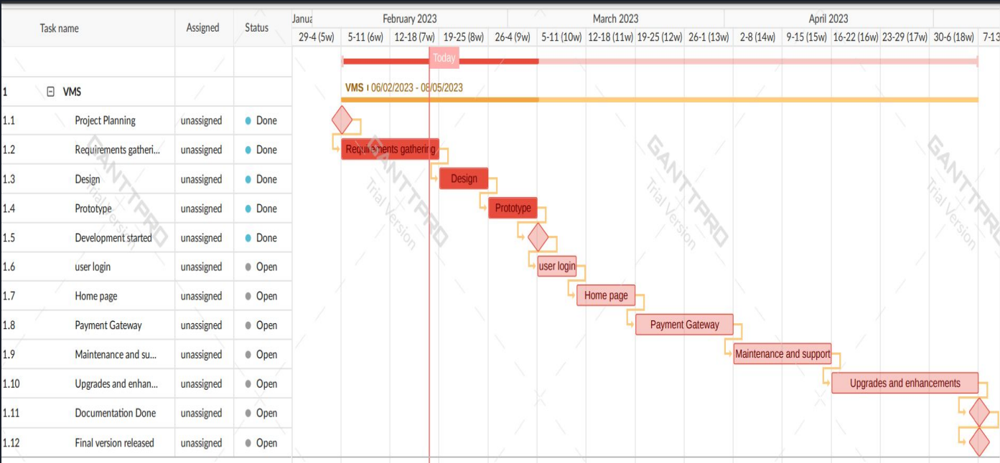 Janua February 2023 March 2023 April 2023
Task name Assigned Status
29-4 (5w) 5-11 (6w) 12-18 (7w) 19-25 (8w) 26-4 (9w) 5-11 (10w) 12-18 (11w) 19-25 (12w) 26-1 (13w) 2-8 (14w) 9-15 (15w) 16-22 (16w) 23-29 (17w) 30-6 (18w) 7-13
Today
1 VMS VMS 06/02/2023 - 08/05/2023
1.1 Project Planning unassigned Done
1.2 Requirements gatheri... unassigned Done Requirements gathering
1.3 Design unassigned Done Design
1.4 Prototype unassigned Done Prototype
1.5 Development started unassigned Done
1.6 user login unassigned Open user login
1.7 Home page unassigned Open Home page
1.8 Payment Gateway unassigned Open Payment Gateway
1.9 Maintenance and su... unassigned Open Maintenance and support
1.10 Upgrades and enhan... unassigned Open Upgrades and enhancements
1.11 Documentation Done unassigned Open
1.12 Final version released unassigned Open
GANTTPRO
Trial Version
GANTTPRO
Trial Version
GANTTPRO
Trial Version
GANTTPRO
Trial Version